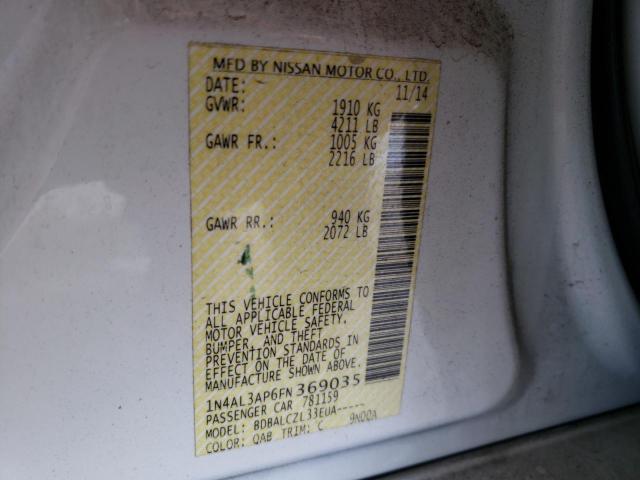 MFD BY NISSAN MOTOR CO., LTD.
DATE: 11/14
GVWR: 1910 KG
4211 LB
GAWR FR.: 1005 KG
2216 LB
GAWR RR.: 940 KG
2072 LB
THIS VEHICLE CONFORMS TO
ALL APPLICABLE FEDERAL
MOTOR VEHICLE SAFETY,
BUMPER, AND THEFT
PREVENTION STANDARDS IN
EFFECT ON THE DATE OF
MANUFACTURE SHOWN ABOVE.
1N4AL3AP6FN369035
PASSENGER CAR 781159
MODEL: BDBALCZL33EUA-----
COLOR: QAB TRIM: C 9N00A